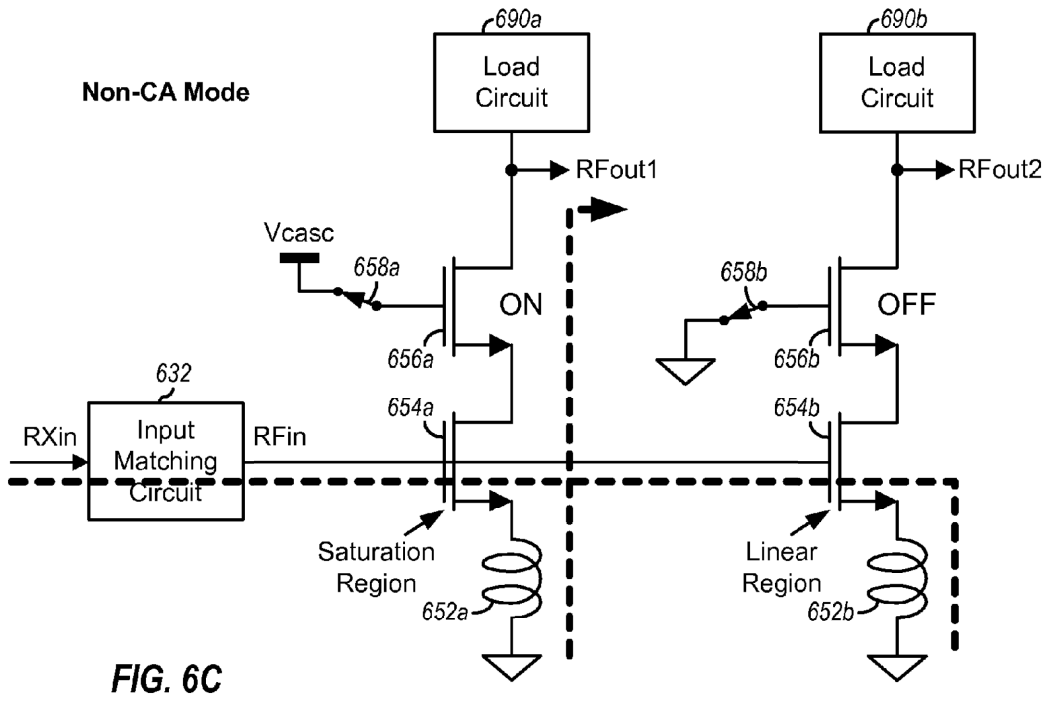 690a
690b
Load
Circuit
Load
Circuit
Non-CA Mode
RFout1
RFout2
Vcasc
658a
ON
658b
OFF
656a
656b
632
654a
654b
RXin
Input
Matching
Circuit
RFin
Saturation
Region
Linear
Region
652a
652b
FIG. 6C